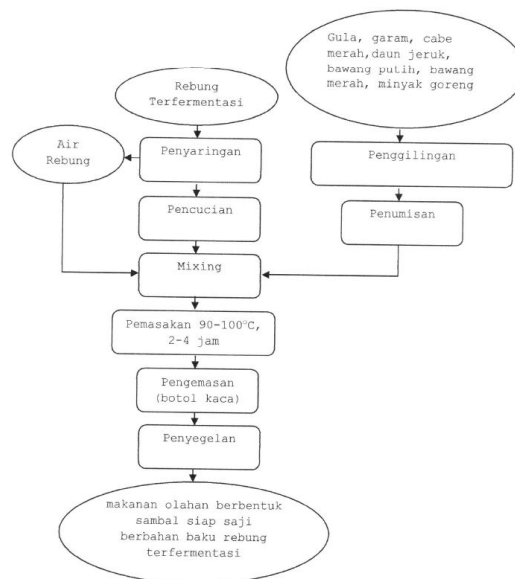 Gula, garam, cabe
merah,daun jeruk,
bawang putih, bawang
merah, minyak goreng
Rebung
Terfermentasi
Air
Rebung
Penyaringan
Penggilingan
Pencucian
Penumisan
Mixing
Pemasakan 90-100°C,
2-4 jam
Pengemasan
(botol kaca)
Penyegelan
makanan olahan berbentuk
sambal siap saji
berbahan baku rebung
terfermentasi